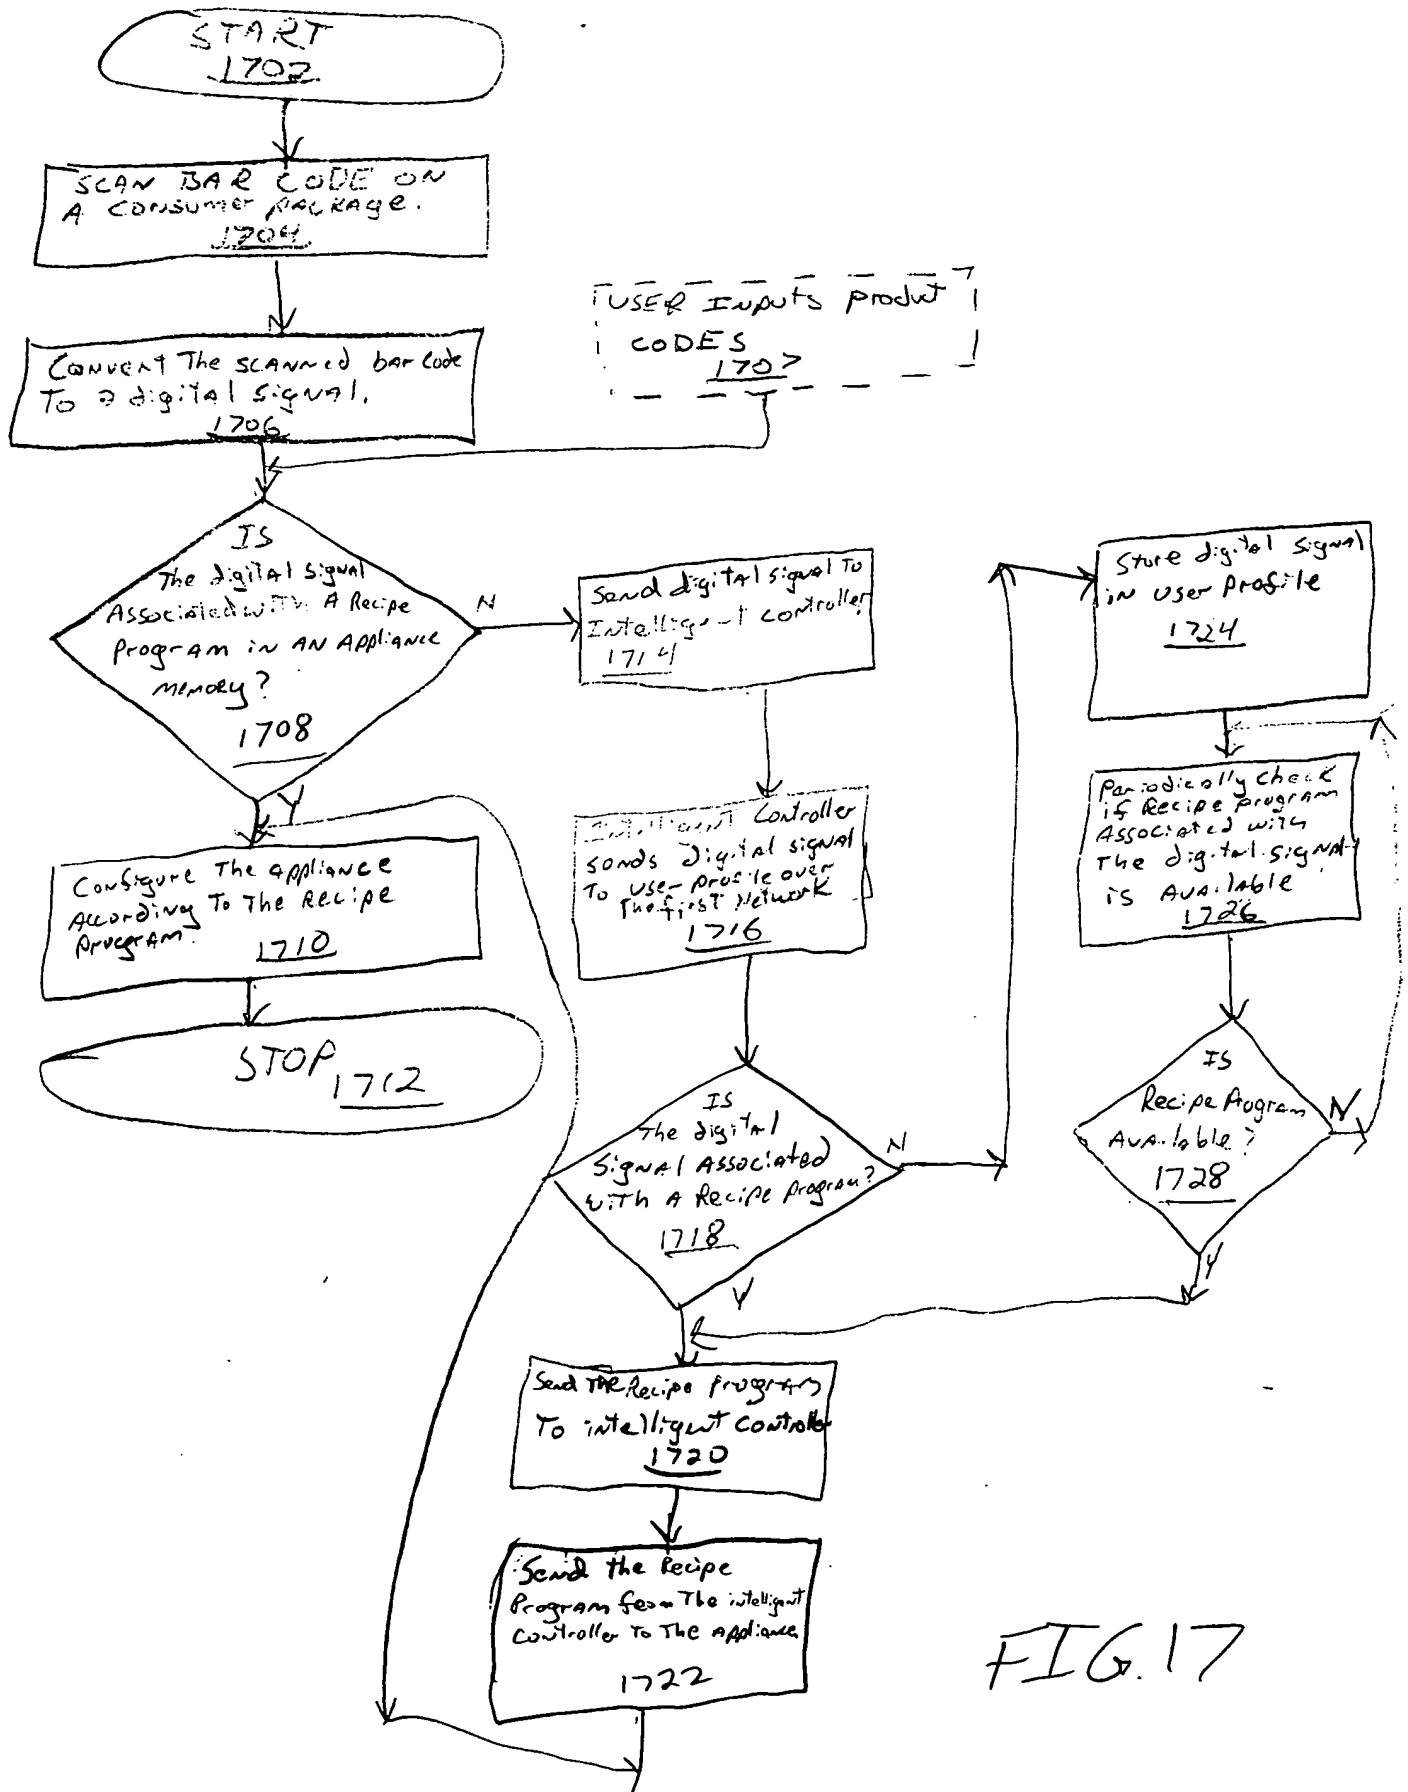 START
1702
SCAN BAR CODE ON
A CONSUMER PACKAGE.
1704
CONVERT The SCANNED bar Code
To a digital Signal.
1706
USER INPUTS product
CODES
1707
IS
The digital Signal
Associated with A Recipe
Program in AN Appliance
memory?
1708
N
Y
Configure The Appliance
According To The Recipe
Program.
1710
STOP
1712
Send digital signal To
Intelligent Controller
1714
Intelligent Controller
sends digital signal
To user profile over
The first Network
1716
IS
The digital
Signal Associated
with A Recipe program?
1718
N
Y
Send The Recipe Program
To intelligent Controller
1720
Send the Recipe
Program from The intelligent
Controller To The Appliance
1722
Store digital signal
in user Profile
1724
Periodically Check
if Recipe program
Associated with
The digital signal
is Available
1726
IS
Recipe Program
Available?
1728
N
Y
FIG. 17